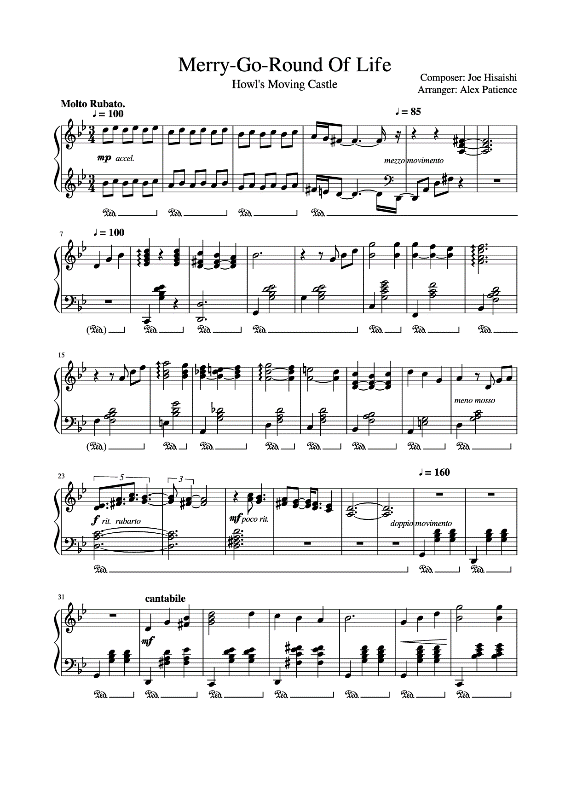 Merry-Go-Round Of Life
Howl's Moving Castle
Composer: Joe Hisaishi
Arranger: Alex Patience
Molto Rubato.
♩ = 100
♩ = 85
3 4
mp accel.
mezzo movimento
3 4
7
♩ = 100
15
meno mosso
23
5
3
3
♩ = 160
f rit. rubarto
mf poco rit.
doppio movimento
31
cantabile
mf